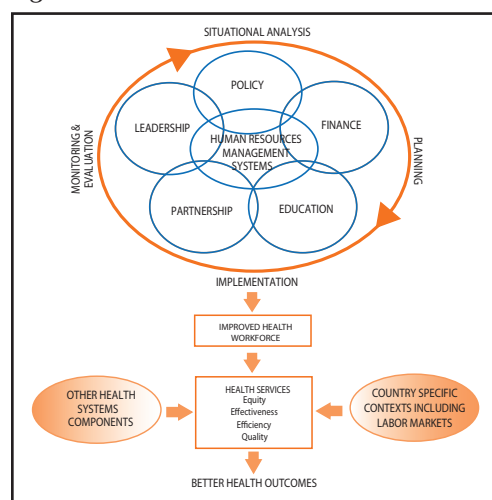 SITUATIONAL ANALYSIS
POLICY
LEADERSHIP
FINANCE
HUMAN RESOURCES
MANAGEMENT
SYSTEMS
MONITORING &
EVALUATION
PLANNING
PARTNERSHIP
EDUCATION
IMPLEMENTATION
IMPROVED HEALTH
WORKFORCE
OTHER HEALTH
SYSTEMS
COMPONENTS
HEALTH SERVICES
Equity
Effectiveness
Efficiency
Quality
COUNTRY SPECIFIC
CONTEXTS INCLUDING
LABOR MARKETS
BETTER HEALTH OUTCOMES